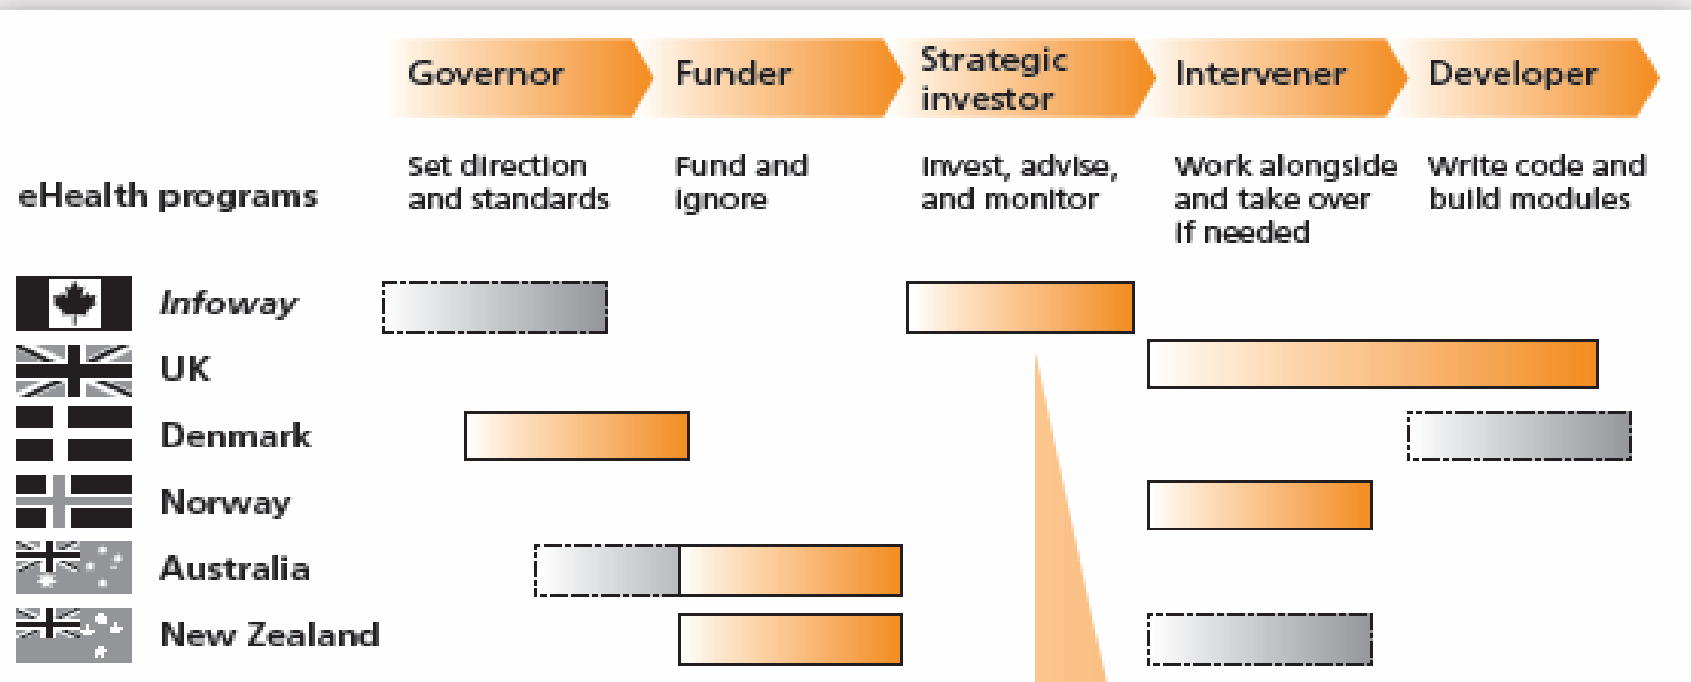 Governor
Funder
Strategic
investor
Intervener
Developer
eHealth programs
Set direction
and standards
Fund and
ignore
Invest, advise,
and monitor
Work alongside
and take over
if needed
Write code and
build modules
Infoway
UK
Denmark
Norway
Australia
New Zealand